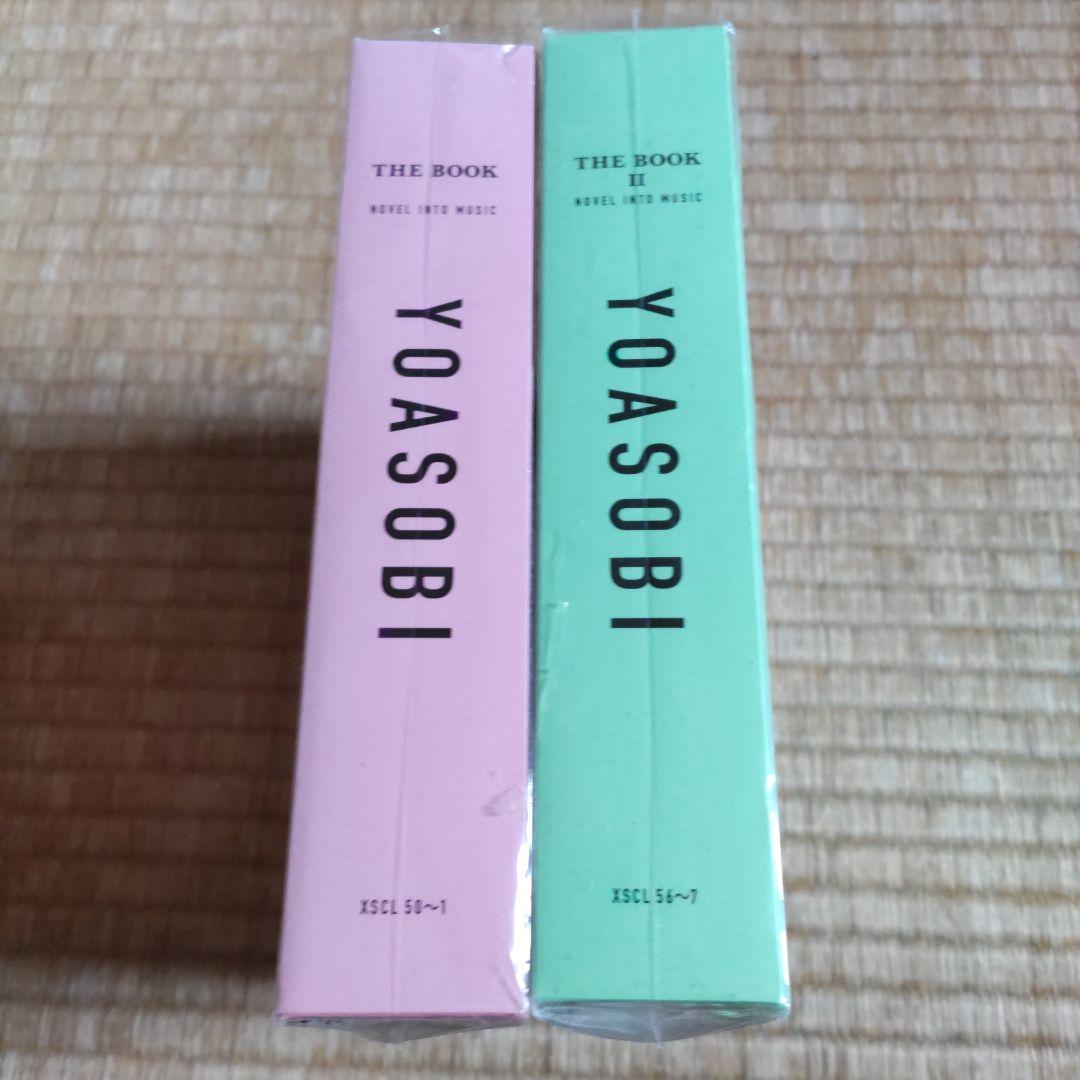 THE BOOK
NOVEL INTO MUSIC
YOASOBI
XSCL 50〜1
THE BOOK
II
NOVEL INTO MUSIC
YOASOBI
XSCL 56〜7